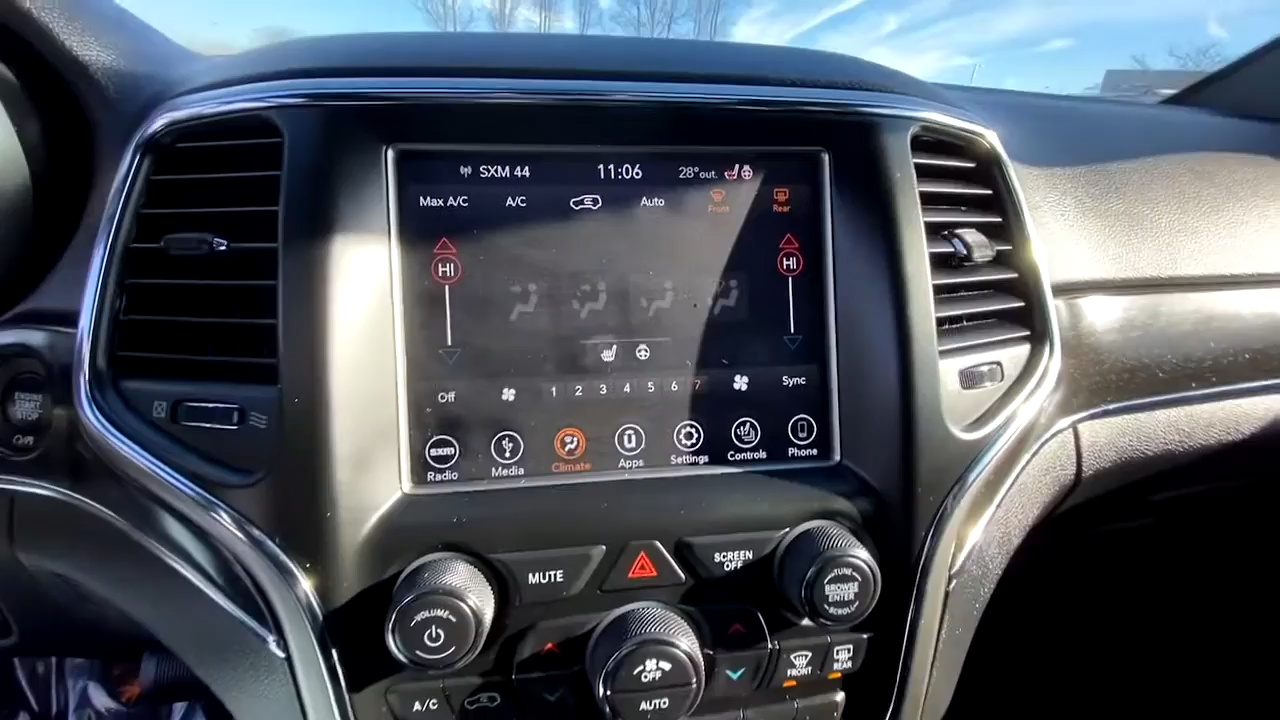 SXM 44 11:06 28° out.
Max A/C A/C Auto Front Rear
HI HI
Off 1 2 3 4 5 6 7 Sync
sxm
Radio Media Climate Apps Settings Controls Phone
ENGINE
START
STOP
MUTE
SCREEN
OFF
VOLUME
TUNE
BROWSE
ENTER
SCROLL
OFF
AUTO
FRONT
REAR
A/C